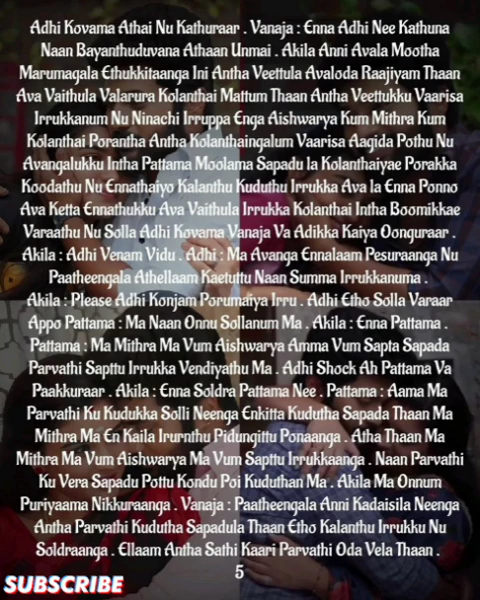 Adhi Kovama Athai Nu Kathuraar . Vanaja : Enna Adhi Nee Kathuna
Naan Bayanthuduvana Athaan Unmai . Akila Anni Avala Mootha
Marumagala Ethukkitaanga Ini Antha Veettula Avaloda Raajiyam Thaan
Ava Vaithula Valarura Kolanthai Mattum Thaan Antha Veettukku Vaarisa
Irrukkanum Nu Ninachi Irruppa Enga Aishwarya Kum Mithra Kum
Kolanthai Porantha Antha Kolanthaingalum Vaarisa Aagida Pothu Nu
Avangalukku Intha Pattama Moolama Sapadu la Kolanthaiyae Porakka
Koodathu Nu Ennathaiyo Kalanthu Kuduthu Irrukka Ava la Enna Ponno
Ava Ketta Ennathukku Ava Vaithula Irrukka Kolanthai Intha Boomikkae
Varaathu Nu Solla Adhi Kovama Vanaja Va Adikka Kaiya Oonguraar .
Akila : Adhi Venam Vidu . Adhi : Ma Avanga Ennalaam Pesuraanga Nu
Paatheengala Athellaam Kaetuttu Naan Summa Irrukkanuma .
Akila : Please Adhi Konjam Porumaiya Irru . Adhi Etho Solla Varaar
Appo Pattama : Ma Naan Onnu Sollanum Ma . Akila : Enna Pattama .
Pattama : Ma Mithra Ma Vum Aishwarya Amma Vum Sapta Sapada
Parvathi Sapttu Irrukka Vendiyathu Ma . Adhi Shock Ah Pattama Va
Paakkuraar . Akila : Enna Soldra Pattama Nee . Pattama : Aama Ma
Parvathi Ku Kudukka Solli Neenga Enkitta Kudutha Sapada Thaan Ma
Mithra Ma En Kaila Irurnthu Pidungittu Ponaanga . Atha Thaan Ma
Mithra Ma Vum Aishwarya Ma Vum Sapttu Irrukkaanga . Naan Parvathi
Ku Vera Sapadu Pottu Kondu Poi Kuduthan Ma . Akila Ma Onnum
Puriyaama Nikkuraanga . Vanaja : Paatheengala Anni Kadaisila Neenga
Antha Parvathi Kudutha Sapadula Thaan Etho Kalanthu Irrukku Nu
Soldraanga . Ellaam Antha Sathi Kaari Parvathi Oda Vela Thaan .
5
SUBSCRIBE